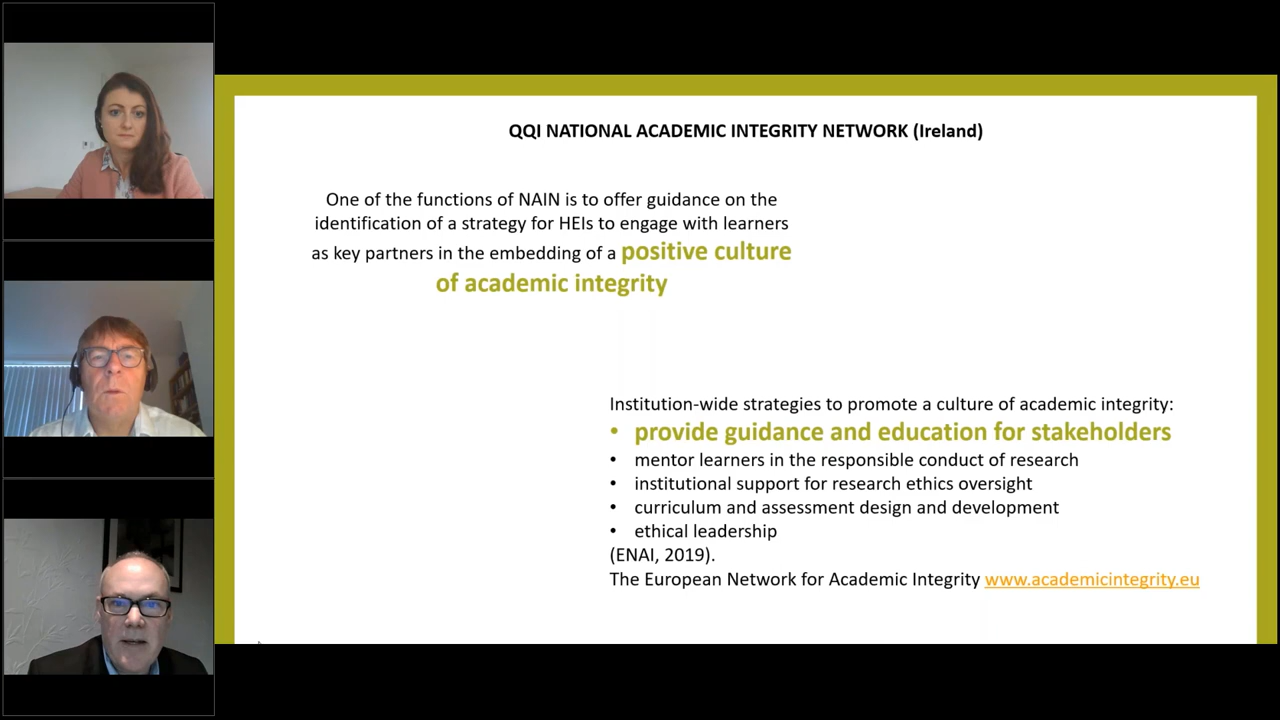 QQI NATIONAL ACADEMIC INTEGRITY NETWORK (Ireland)
One of the functions of NAIN is to offer guidance on the
identification of a strategy for HEIs to engage with learners
as key partners in the embedding of a positive culture
of academic integrity
Institution-wide strategies to promote a culture of academic integrity:
• provide guidance and education for stakeholders
• mentor learners in the responsible conduct of research
• institutional support for research ethics oversight
• curriculum and assessment design and development
• ethical leadership
(ENAI, 2019).
The European Network for Academic Integrity www.academicintegrity.eu